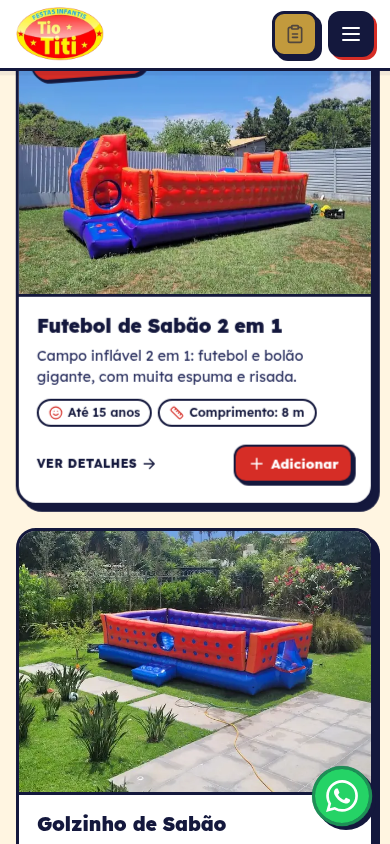 FESTAS INFANTIS
Tio
Titi
Futebol de Sabão 2 em 1
Campo inflável 2 em 1: futebol e bolão
gigante, com muita espuma e risada.
Até 15 anos
Comprimento: 8 m
VER DETALHES
Adicionar
Golzinho de Sabão